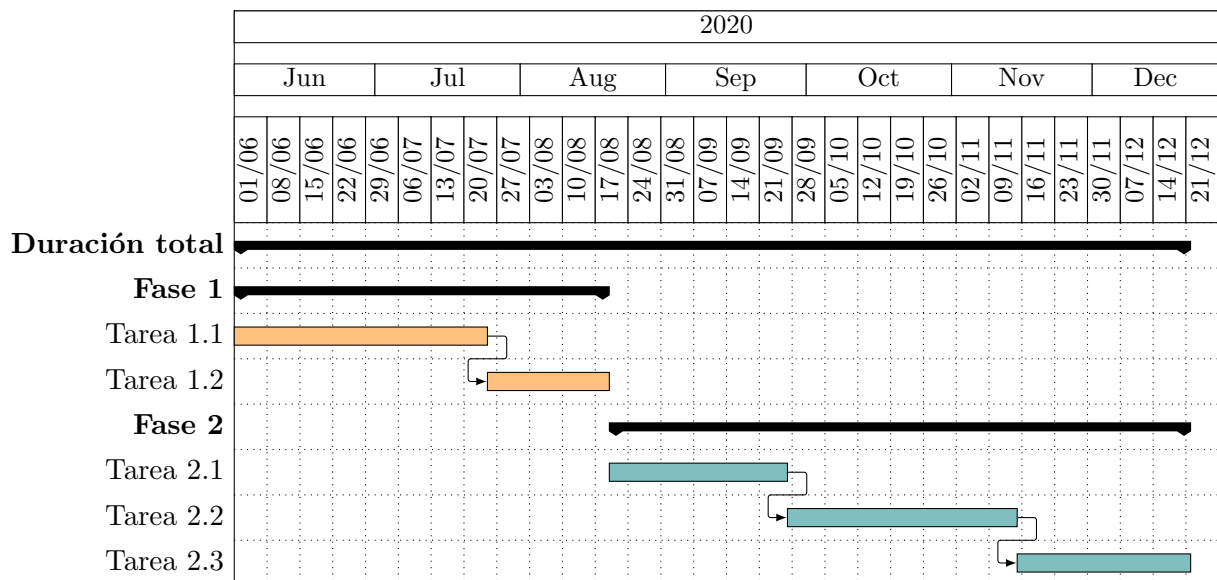 2020
Jun Jul Aug Sep Oct Nov Dec
01/06 08/06 15/06 22/06 29/06 06/07 13/07 20/07 27/07 03/08 10/08 17/08 24/08 31/08 07/09 14/09 21/09 28/09 05/10 12/10 19/10 26/10 02/11 09/11 16/11 23/11 30/11 07/12 14/12 21/12
Duración total
Fase 1
Tarea 1.1
Tarea 1.2
Fase 2
Tarea 2.1
Tarea 2.2
Tarea 2.3